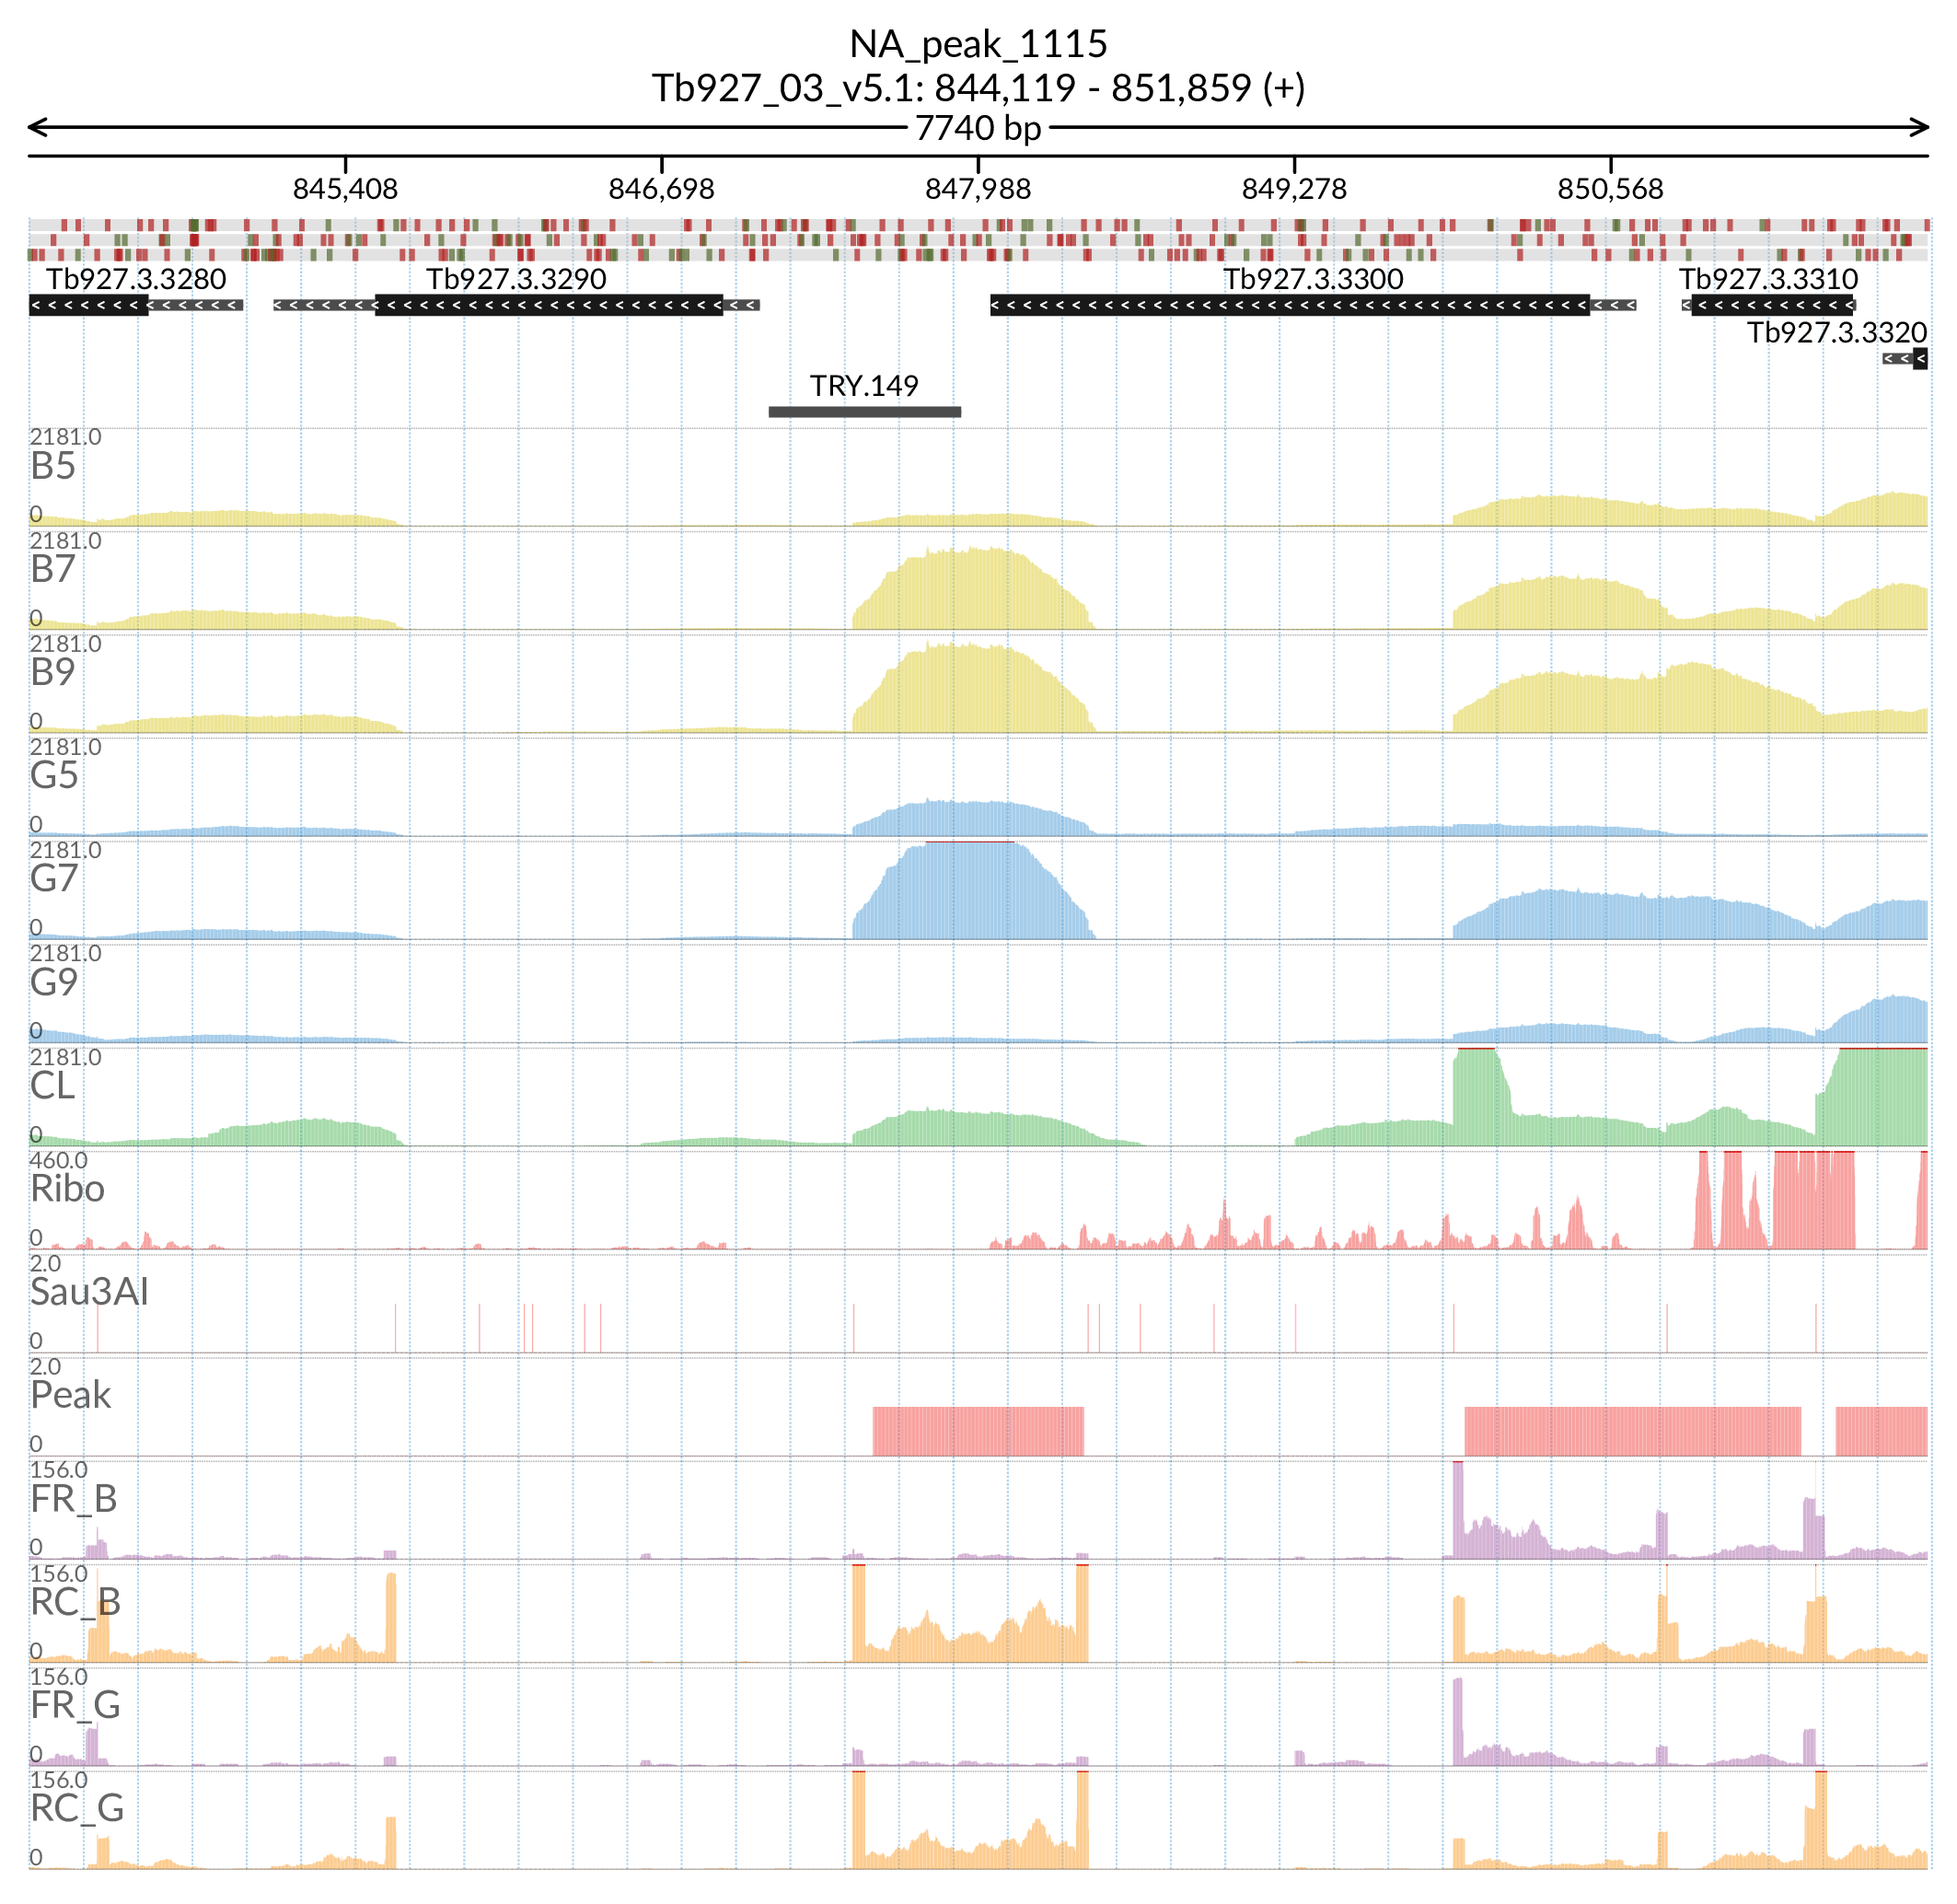 NA_peak_1115
Tb927_03_v5.1: 844,119 - 851,859 (+)
7740 bp
845,408 846,698 847,988 849,278 850,568
Tb927.3.3280 Tb927.3.3290 Tb927.3.3300 Tb927.3.3310
Tb927.3.3320
TRY.149
2181.0
B5
0
2181.0
B7
0
2181.0
B9
0
2181.0
G5
0
2181.0
G7
0
2181.0
G9
0
2181.0
CL
0
460.0
Ribo
0
2.0
Sau3AI
0
2.0
Peak
0
156.0
FR_B
0
156.0
RC_B
0
156.0
FR_G
0
156.0
RC_G
0